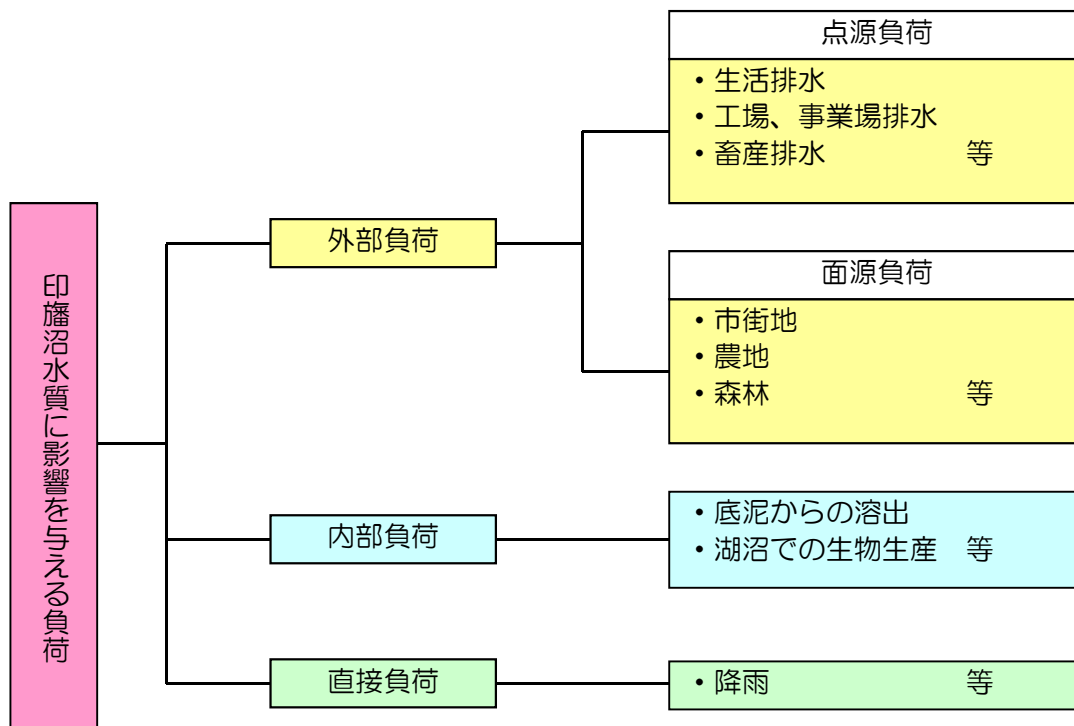 印旛沼水質に影響を与える負荷
外部負荷
点源負荷
・生活排水
・工場、事業場排水
・畜産排水 等
面源負荷
・市街地
・農地
・森林 等
内部負荷
・底泥からの溶出
・湖沼での生物生産 等
直接負荷
・降雨 等